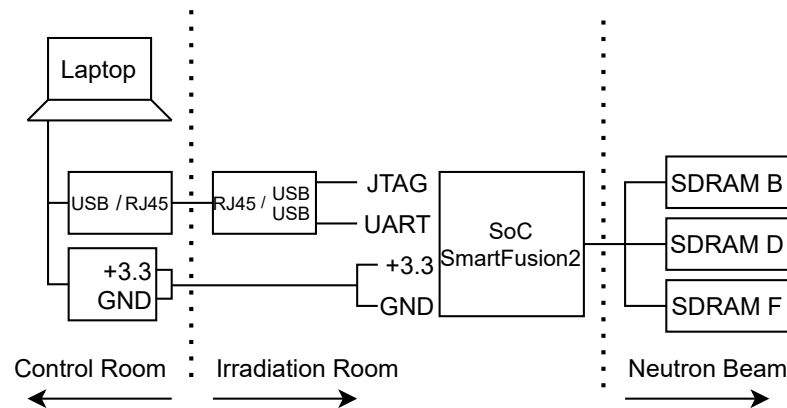 Laptop
USB / RJ45
RJ45 / USB
USB
JTAG
UART
+3.3
GND
+3.3
GND
SoC
SmartFusion2
SDRAM B
SDRAM D
SDRAM F
Control Room
Irradiation Room
Neutron Beam